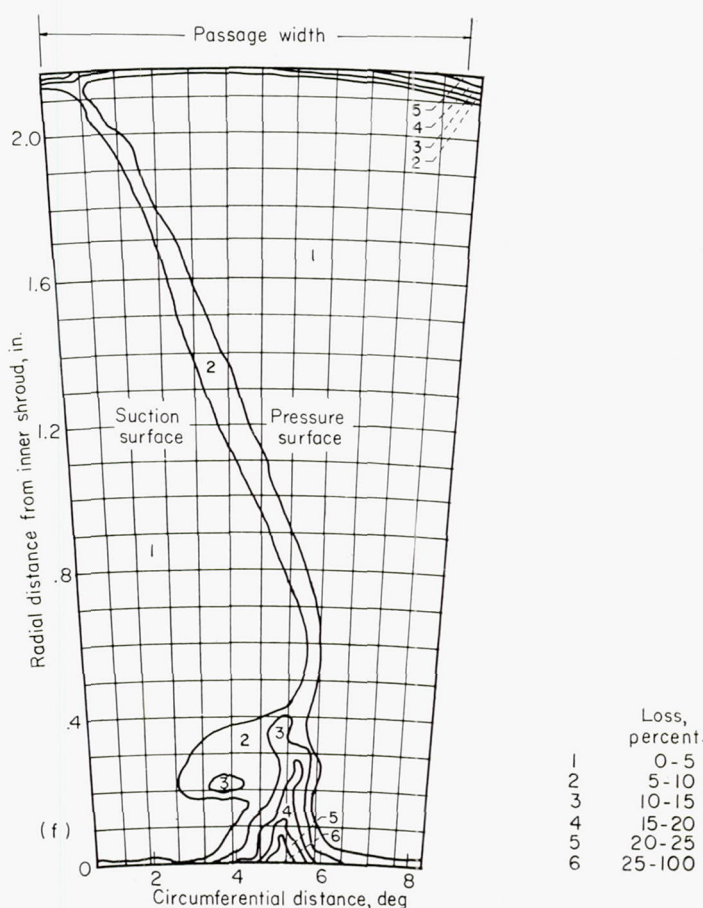 Passage width
5
4
3
2
2.0
1
1.6
2
Suction
surface
Pressure
surface
1.2
Radial distance from inner shroud, in.
1
.8
.4
3
2
3
4
5
6
(f)
0
2
4
6
8
Circumferential distance, deg
Loss,
percent
1 0-5
2 5-10
3 10-15
4 15-20
5 20-25
6 25-100